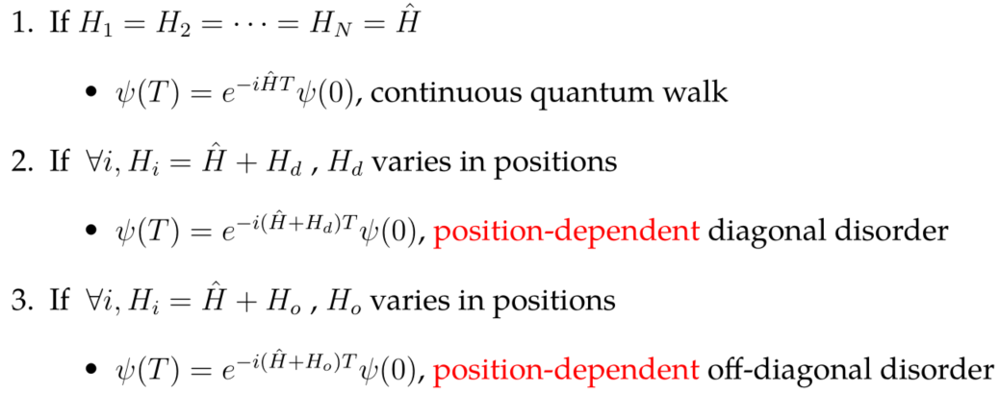 1. If $H_1 = H_2 = \cdots = H_N = \hat{H}$
• $\psi(T) = e^{-i\hat{H}T}\psi(0)$, continuous quantum walk
2. If $\forall i, H_i = \hat{H} + H_d$ , $H_d$ varies in positions
• $\psi(T) = e^{-i(\hat{H}+H_d)T}\psi(0)$, position-dependent diagonal disorder
3. If $\forall i, H_i = \hat{H} + H_o$ , $H_o$ varies in positions
• $\psi(T) = e^{-i(\hat{H}+H_o)T}\psi(0)$, position-dependent off-diagonal disorder